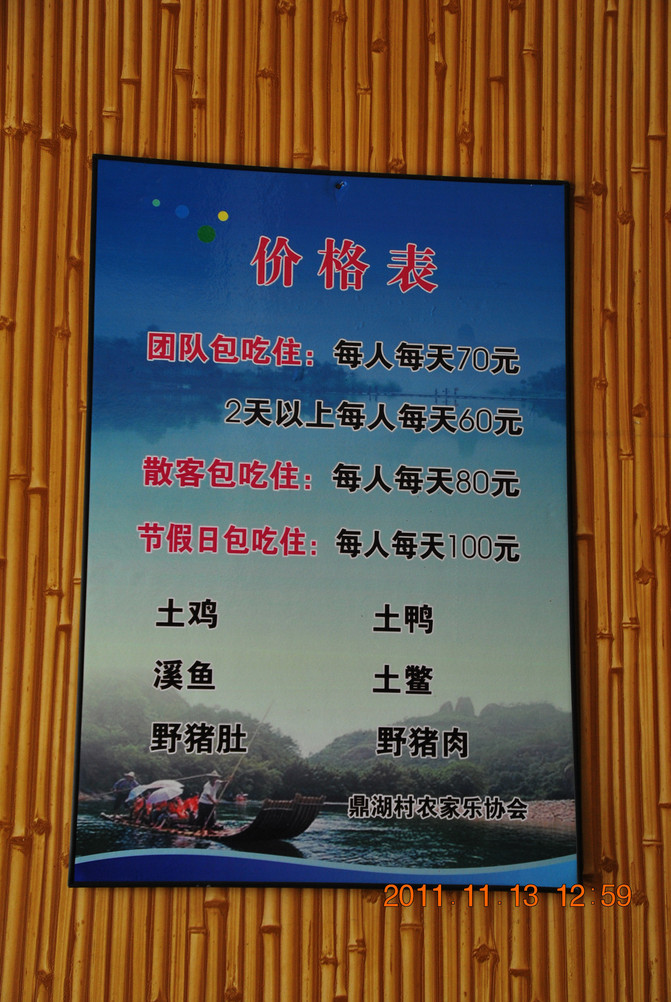 价格表
团队包吃住：每人每天70元
2天以上每人每天60元
散客包吃住：每人每天80元
节假日包吃住：每人每天100元
土鸡 土鸭
溪鱼 土鳖
野猪肚 野猪肉
鼎湖村农家乐协会
2011.11.13 12:59